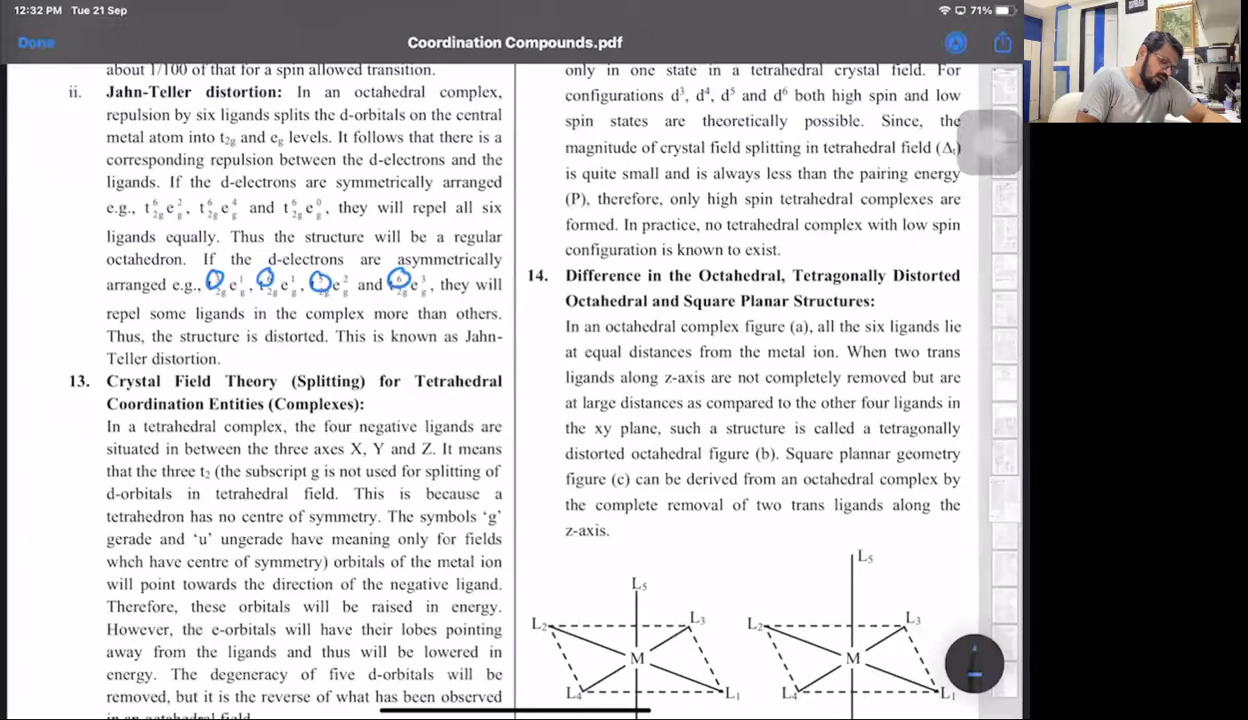 12:32 PM Tue 21 Sep
71%
Done
Coordination Compounds.pdf
about 1/100 of that for a spin allowed transition.
ii. Jahn-Teller distortion: In an octahedral complex,
repulsion by six ligands splits the d-orbitals on the central
metal atom into t₂g and eg levels. It follows that there is a
corresponding repulsion between the d-electrons and the
ligands. If the d-electrons are symmetrically arranged
e.g., t⁶₂g e²g, t⁶₂g e⁴g and t⁶₂g e⁰g, they will repel all six
ligands equally. Thus the structure will be a regular
octahedron. If the d-electrons are asymmetrically
arranged e.g., ₂g e¹g, ₂g e¹g, ₂g e²g and ⁶₂g e³g, they will
repel some ligands in the complex more than others.
Thus, the structure is distorted. This is known as Jahn-
Teller distortion.
13. Crystal Field Theory (Splitting) for Tetrahedral
Coordination Entities (Complexes):
In a tetrahedral complex, the four negative ligands are
situated in between the three axes X, Y and Z. It means
that the three t₂ (the subscript g is not used for splitting of
d-orbitals in tetrahedral field. This is because a
tetrahedron has no centre of symmetry. The symbols 'g'
gerade and 'u' ungerade have meaning only for fields
whch have centre of symmetry) orbitals of the metal ion
will point towards the direction of the negative ligand.
Therefore, these orbitals will be raised in energy.
However, the e-orbitals will have their lobes pointing
away from the ligands and thus will be lowered in
energy. The degeneracy of five d-orbitals will be
removed, but it is the reverse of what has been observed
in an octahedral field.
only in one state in a tetrahedral crystal field. For
configurations d³, d⁴, d⁵ and d⁶ both high spin and low
spin states are theoretically possible. Since, the
magnitude of crystal field splitting in tetrahedral field (Δt)
is quite small and is always less than the pairing energy
(P), therefore, only high spin tetrahedral complexes are
formed. In practice, no tetrahedral complex with low spin
configuration is known to exist.
14. Difference in the Octahedral, Tetragonally Distorted
Octahedral and Square Planar Structures:
In an octahedral complex figure (a), all the six ligands lie
at equal distances from the metal ion. When two trans
ligands along z-axis are not completely removed but are
at large distances as compared to the other four ligands in
the xy plane, such a structure is called a tetragonally
distorted octahedral figure (b). Square plannar geometry
figure (c) can be derived from an octahedral complex by
the complete removal of two trans ligands along the
z-axis.
L₅
L₅
L₂ L₃ L₂ L₃
M M
L₄ L₁ L₄ L₁